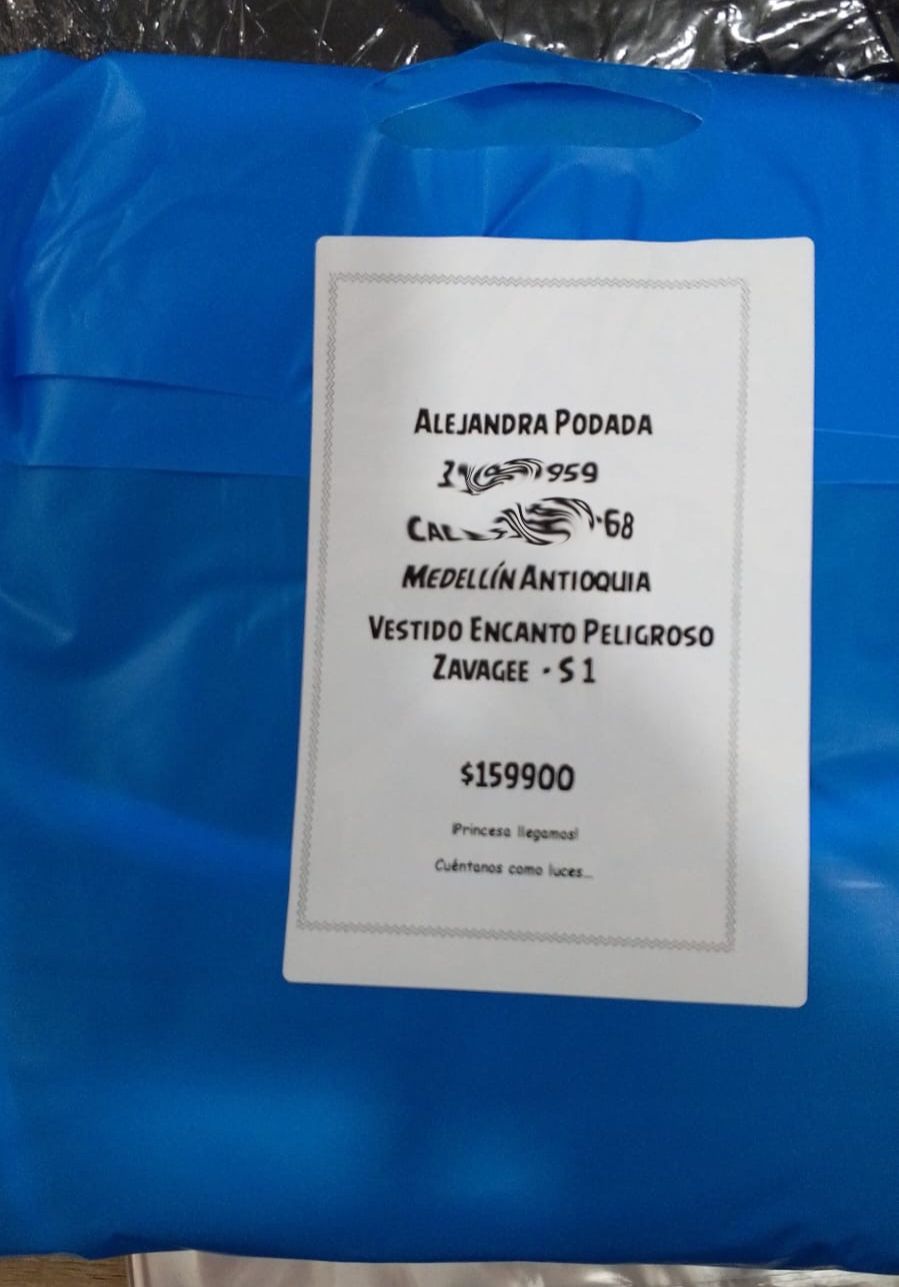 ALEJANDRA PODADA
959
68
MEDELLÍN ANTIOQUIA
VESTIDO ENCANTO PELIGROSO
ZAVAGEE - S 1
$159900
¡Princesa llegamos!
Cuéntanos como luces...